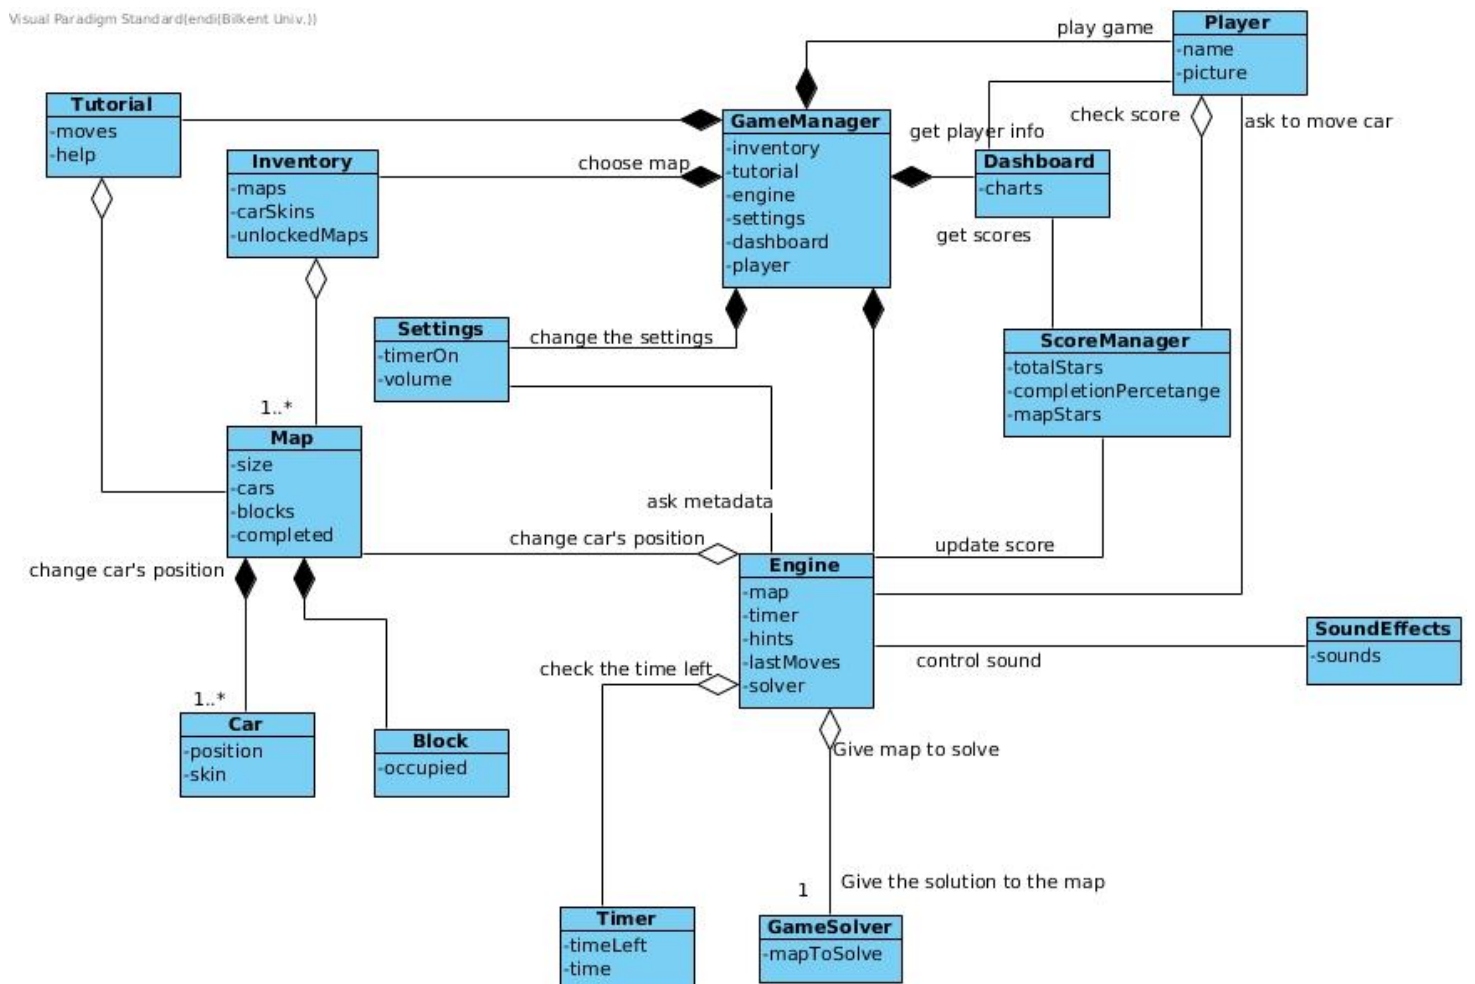 Visual Paradigm Standard(endi(Bilkent Univ.))
play game
Player
-name
-picture
Tutorial
-moves
-help
GameManager
-inventory
-tutorial
-engine
-settings
-dashboard
-player
get player info
check score
ask to move car
Inventory
-maps
-carSkins
-unlockedMaps
choose map
Dashboard
-charts
get scores
Settings
-timerOn
-volume
change the settings
ScoreManager
-totalStars
-completionPercetange
-mapStars
1..*
Map
-size
-cars
-blocks
-completed
ask metadata
change car's position
update score
change car's position
Engine
-map
-timer
-hints
-lastMoves
-solver
SoundEffects
-sounds
control sound
check the time left
1..*
Car
-position
-skin
Block
-occupied
Give map to solve
1
Give the solution to the map
Timer
-timeLeft
-time
GameSolver
-mapToSolve